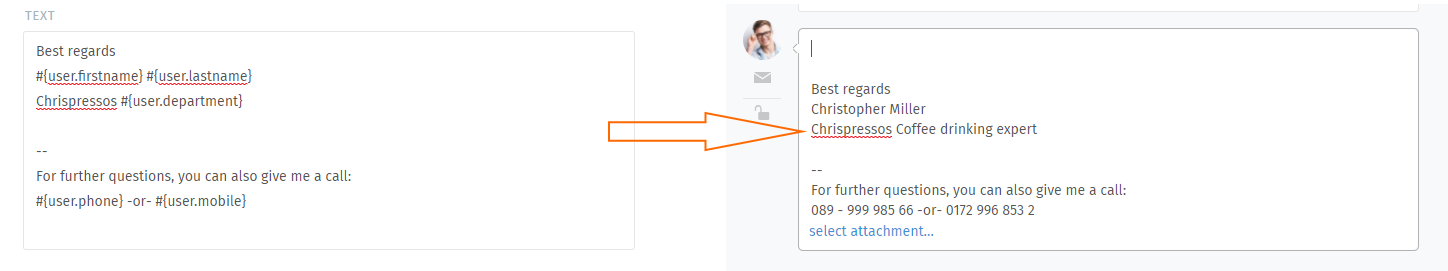 TEXT
Best regards
#{user.firstname} #{user.lastname}
Chrispressos #{user.department}
--
For further questions, you can also give me a call:
#{user.phone} -or- #{user.mobile}
Best regards
Christopher Miller
Chrispressos Coffee drinking expert
--
For further questions, you can also give me a call:
089 - 999 985 66 -or- 0172 996 853 2
select attachment...